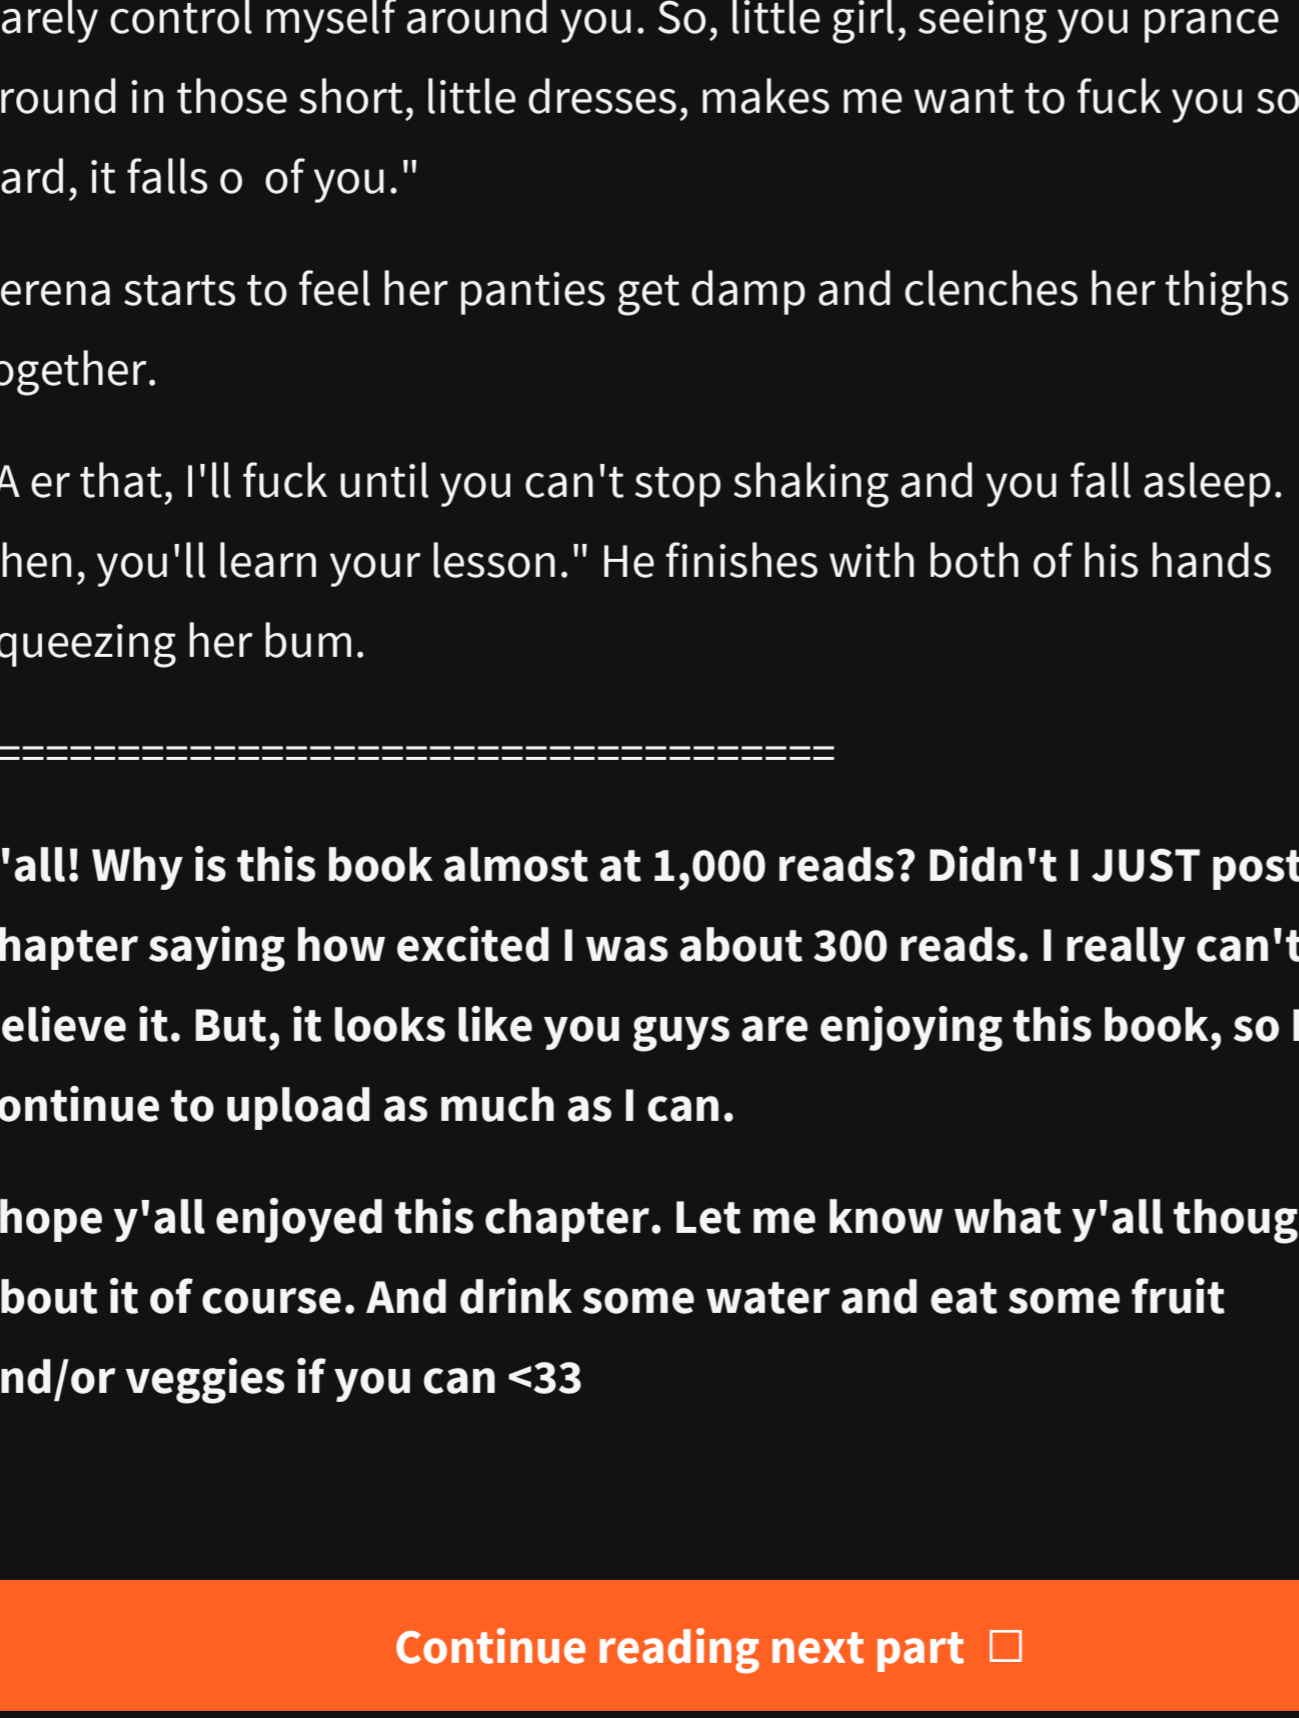 arely control myself around you. So, little girl, seeing you prance
round in those short, little dresses, makes me want to fuck you so
ard, it falls o  of you."
erena starts to feel her panties get damp and clenches her thighs
ogether.
A er that, I'll fuck until you can't stop shaking and you fall asleep.
hen, you'll learn your lesson." He finishes with both of his hands
queezing her bum.
===================================
'all! Why is this book almost at 1,000 reads? Didn't I JUST post
hapter saying how excited I was about 300 reads. I really can't
elieve it. But, it looks like you guys are enjoying this book, so I
ontinue to upload as much as I can.
hope y'all enjoyed this chapter. Let me know what y'all thoug
bout it of course. And drink some water and eat some fruit
nd/or veggies if you can <33
Continue reading next part □